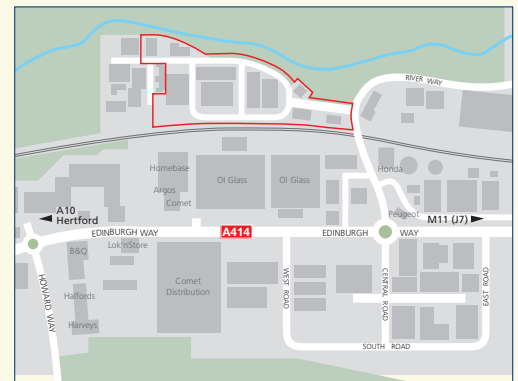 RIVER WAY
Honda
Homebase
OI Glass
OI Glass
Argos
Comet
A10
Hertford
Peugeot
M11 (J7)
EDINBURGH WAY
A414
EDINBURGH
WAY
Lok'nStore
B&Q
HOWARD WAY
Comet
Distribution
WEST ROAD
CENTRAL ROAD
EAST ROAD
Halfords
Harveys
SOUTH ROAD